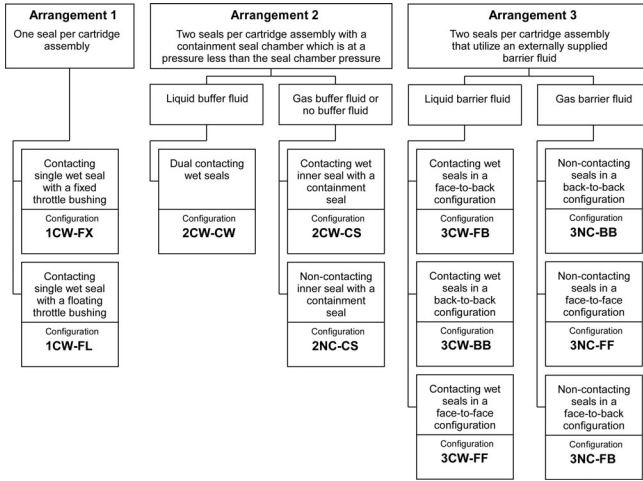 Arrangement 1
One seal per cartridge
assembly
Arrangement 2
Two seals per cartridge assembly with a
containment seal chamber which is at a
pressure less than the seal chamber pressure
Arrangement 3
Two seals per cartridge assembly
that utilize an externally supplied
barrier fluid
Liquid buffer fluid
Gas buffer fluid or
no buffer fluid
Liquid barrier fluid
Gas barrier fluid
Contacting
single wet seal
with a fixed
throttle bushing
Configuration
1CW-FX
Dual contacting
wet seals
Configuration
2CW-CW
Contacting wet
inner seal with a
containment
seal
Configuration
2CW-CS
Contacting wet
seals in a
face-to-back
configuration
Configuration
3CW-FB
Non-contacting
seals in a
back-to-back
configuration
Configuration
3NC-BB
Contacting
single wet seal
with a floating
throttle bushing
Configuration
1CW-FL
Non-contacting
inner seal with a
containment
seal
Configuration
2NC-CS
Contacting wet
seals in a
back-to-back
configuration
Configuration
3CW-BB
Non-contacting
seals in a
face-to-face
configuration
Configuration
3NC-FF
Contacting wet
seals in a
face-to-face
configuration
Configuration
3CW-FF
Non-contacting
seals in a
face-to-back
configuration
Configuration
3NC-FB